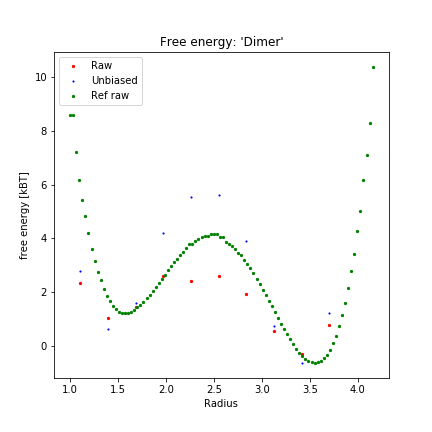 Free energy: 'Dimer'
Raw
Unbiased
Ref raw
10
8
6
4
2
0
free energy [kBT]
1.0 1.5 2.0 2.5 3.0 3.5 4.0
Radius